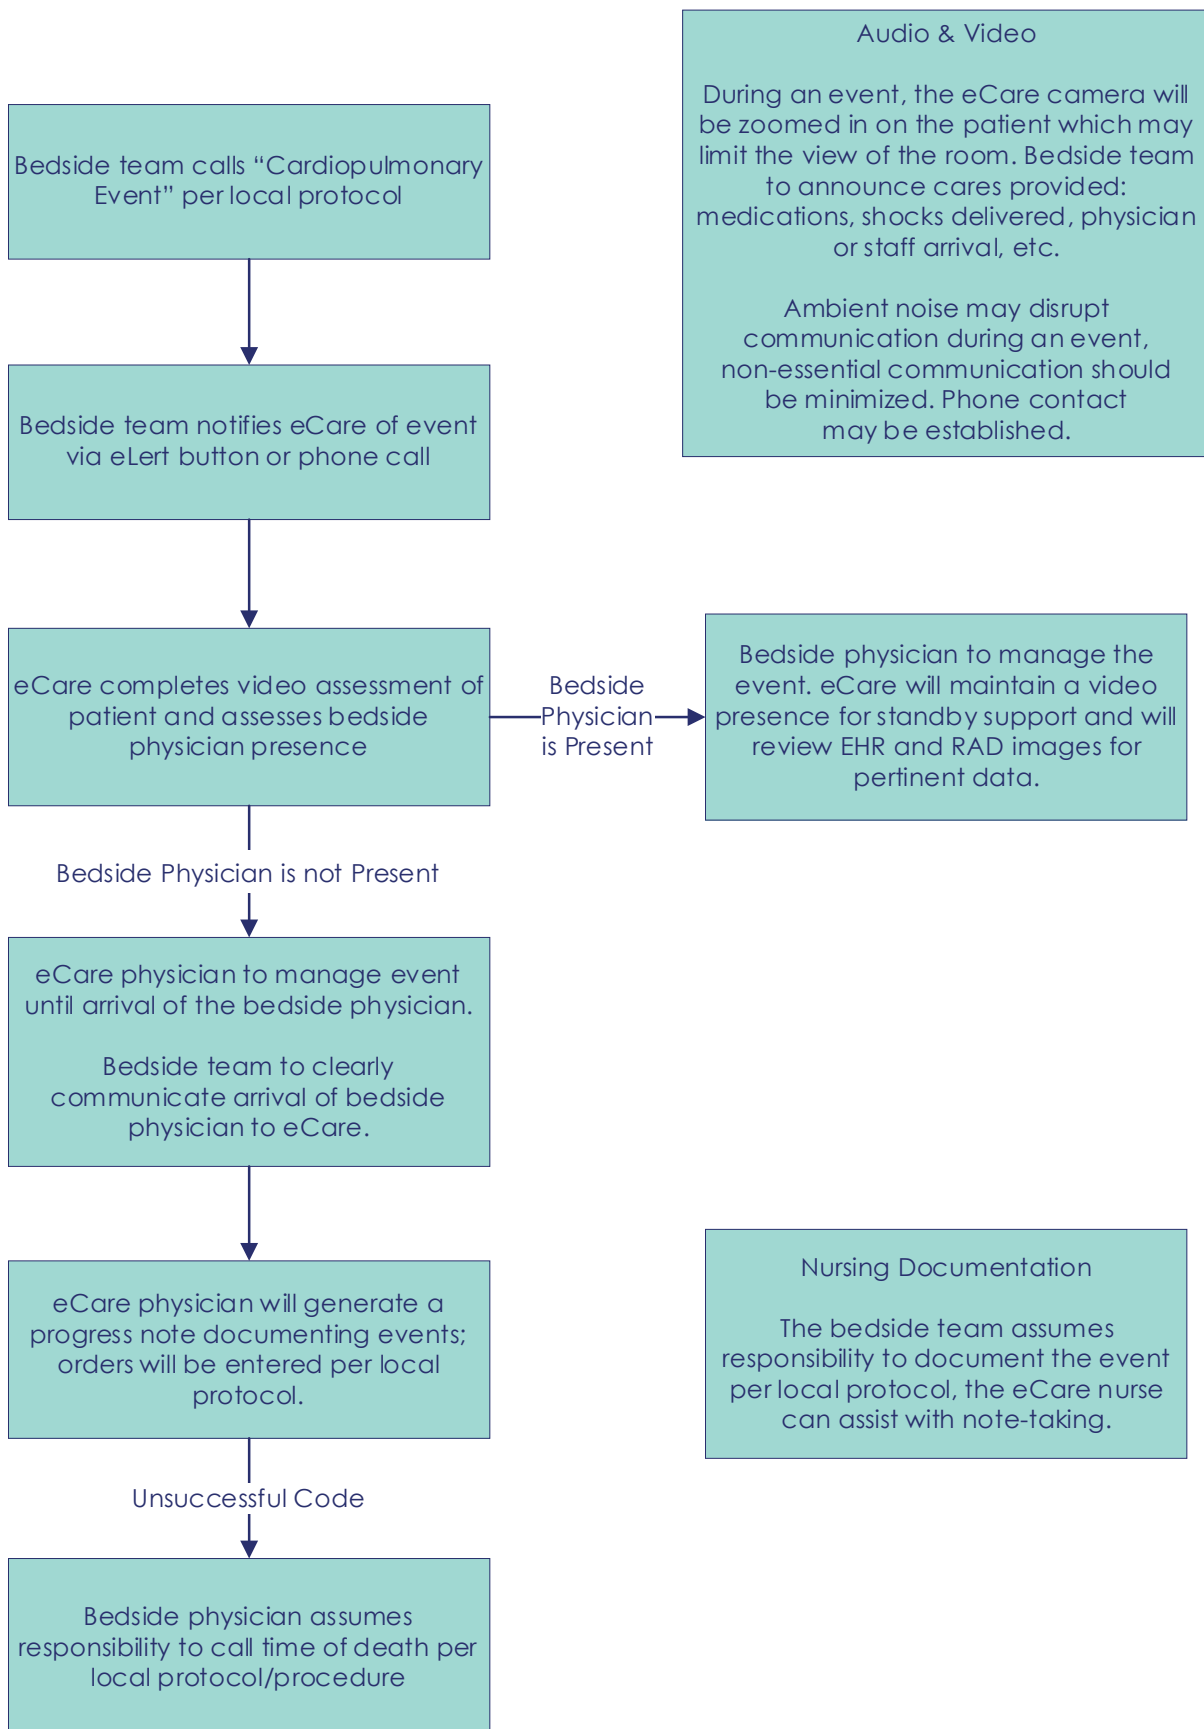 Audio & Video
During an event, the eCare camera will
be zoomed in on the patient which may
limit the view of the room. Bedside team
to announce cares provided:
medications, shocks delivered, physician
or staff arrival, etc.
Ambient noise may disrupt
communication during an event,
non-essential communication should
be minimized. Phone contact
may be established.
Bedside team calls “Cardiopulmonary
Event” per local protocol
Bedside team notifies eCare of event
via eLert button or phone call
eCare completes video assessment of
patient and assesses bedside
physician presence
Bedside
Physician
is Present
Bedside physician to manage the
event. eCare will maintain a video
presence for standby support and will
review EHR and RAD images for
pertinent data.
Bedside Physician is not Present
eCare physician to manage event
until arrival of the bedside physician.
Bedside team to clearly
communicate arrival of bedside
physician to eCare.
eCare physician will generate a
progress note documenting events;
orders will be entered per local
protocol.
Nursing Documentation
The bedside team assumes
responsibility to document the event
per local protocol, the eCare nurse
can assist with note-taking.
Unsuccessful Code
Bedside physician assumes
responsibility to call time of death per
local protocol/procedure